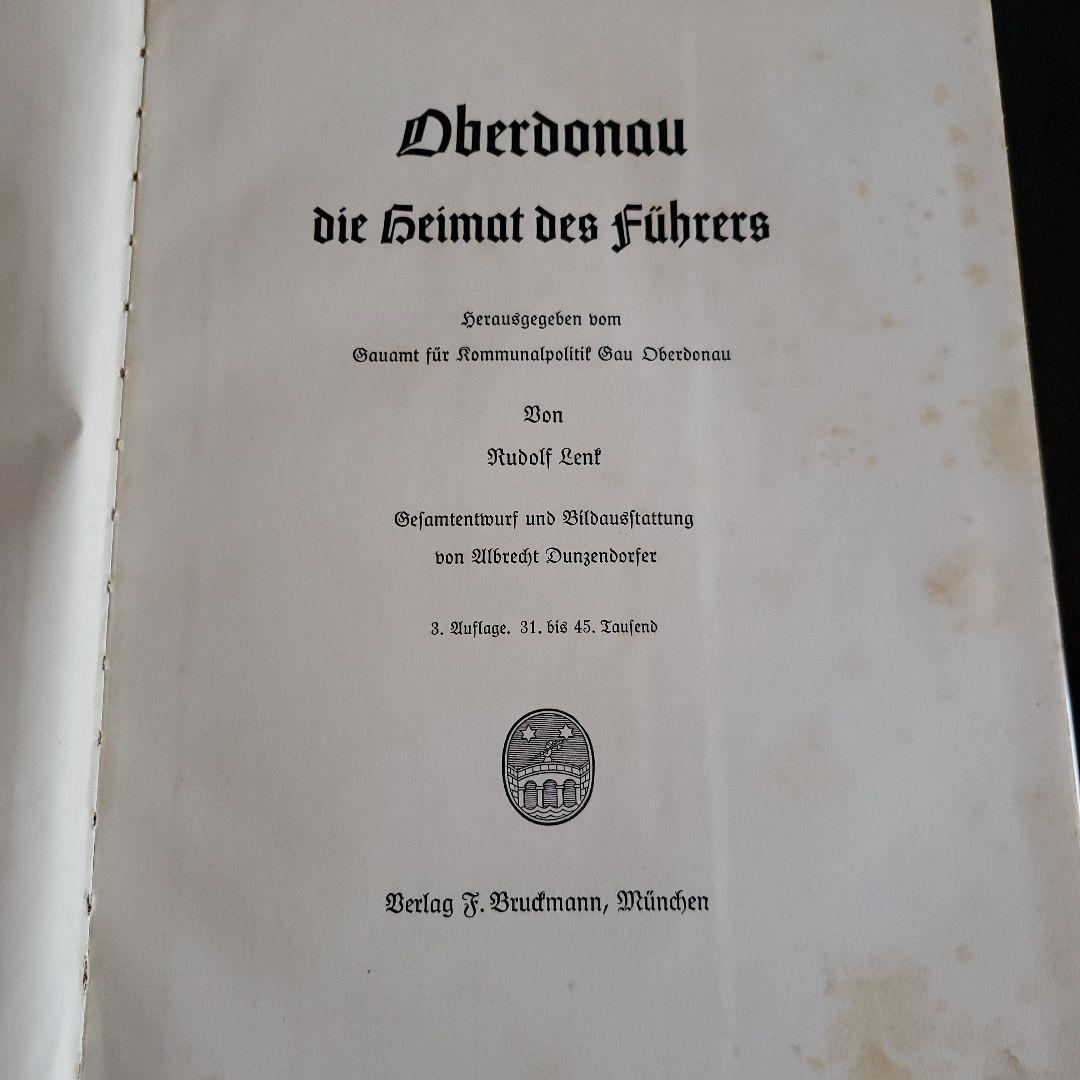 Oberdonau
die Heimat des Führers
Herausgegeben vom
Gauamt für Kommunalpolitik Gau Oberdonau
Von
Rudolf Lenk
Gesamtentwurf und Bildausstattung
von Albrecht Dunzendorfer
3. Auflage. 31. bis 45. Tausend
Verlag F. Bruckmann, München